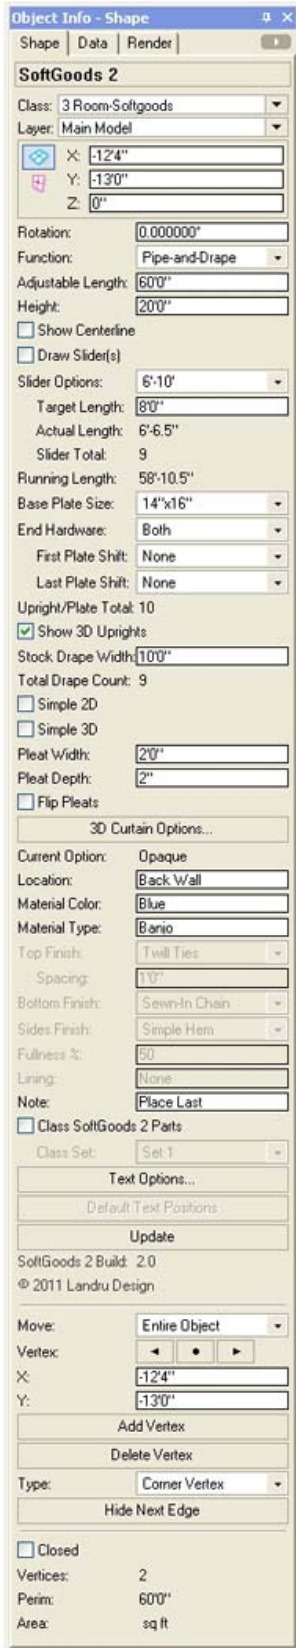 Object Info - Shape
Shape Data Render
SoftGoods 2
Class: 3 Room-Softgoods
Layer: Main Model
X: -12'4"
Y: -13'0"
Z: 0"
Rotation: 0.000000°
Function: Pipe-and-Drape
Adjustable Length: 60'0"
Height: 20'0"
Show Centerline
Draw Slider(s)
Slider Options: 6'-10'
Target Length: 8'0"
Actual Length: 6'-6.5"
Slider Total: 9
Running Length: 58'-10.5"
Base Plate Size: 14"x16"
End Hardware: Both
First Plate Shift: None
Last Plate Shift: None
Upright/Plate Total: 10
Show 3D Uprights
Stock Drape Width: 10'0"
Total Drape Count: 9
Simple 2D
Simple 3D
Pleat Width: 2'0"
Pleat Depth: 2"
Flip Pleats
3D Curtain Options...
Current Option: Opaque
Location: Back Wall
Material Color: Blue
Material Type: Banjo
Top Finish: Twill Ties
Spacing: 1'0"
Bottom Finish: Sewn-In Chain
Sides Finish: Simple Hem
Fullness %: 50
Lining: None
Note: Place Last
Class SoftGoods 2 Parts
Class Set: Set 1
Text Options...
Default Text Positions
Update
SoftGoods 2 Build: 2.0
© 2011 Landru Design
Move: Entire Object
Vertex:
X: -12'4"
Y: -13'0"
Add Vertex
Delete Vertex
Type: Corner Vertex
Hide Next Edge
Closed
Vertices: 2
Perim: 60'0"
Area: sq ft